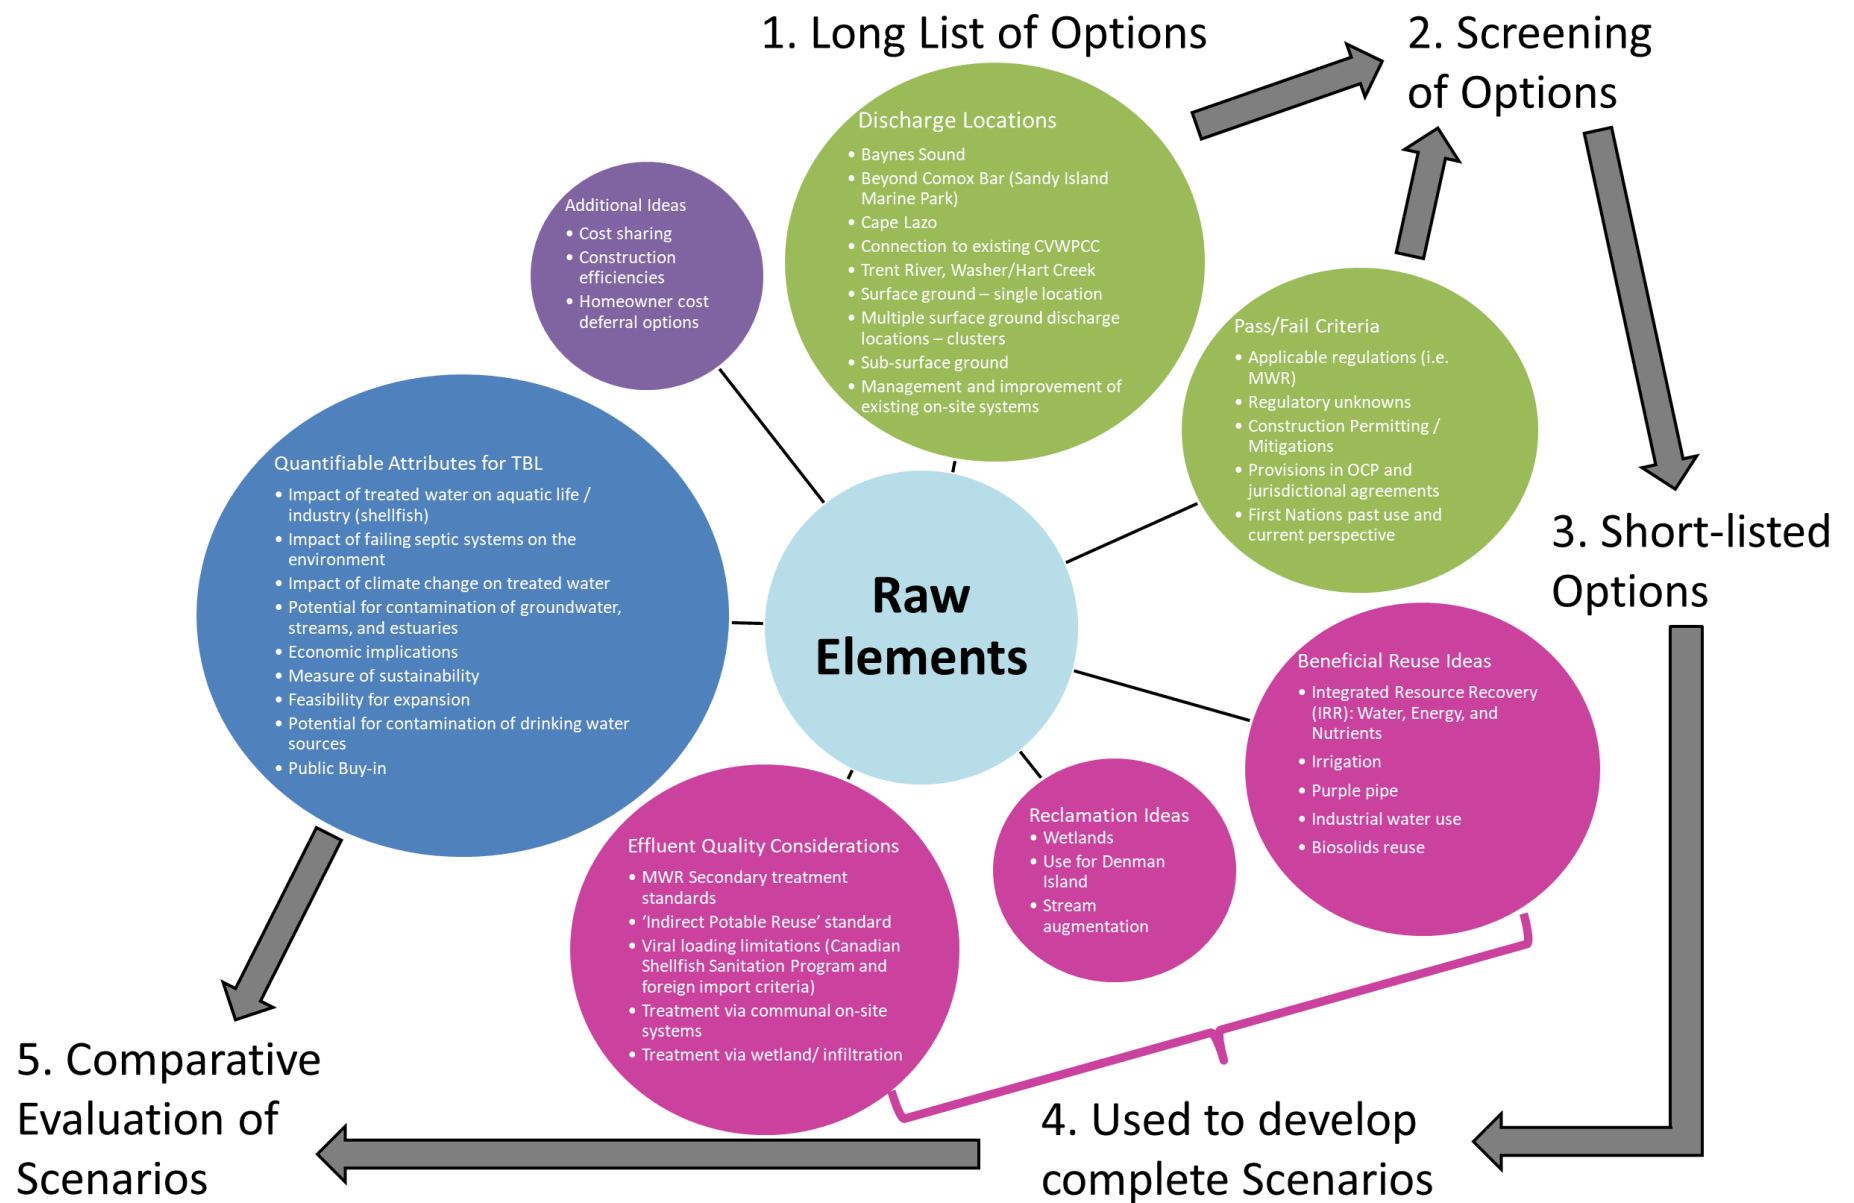 1. Long List of Options
2. Screening
of Options
Discharge Locations
• Baynes Sound
• Beyond Comox Bar (Sandy Island
Marine Park)
• Cape Lazo
• Connection to existing CVWPCC
• Trent River, Washer/Hart Creek
• Surface ground – single location
• Multiple surface ground discharge
locations – clusters
• Sub-surface ground
• Management and improvement of
existing on-site systems
Additional Ideas
• Cost sharing
• Construction
efficiencies
• Homeowner cost
deferral options
Pass/Fail Criteria
• Applicable regulations (i.e.
MWR)
• Regulatory unknowns
• Construction Permitting /
Mitigations
• Provisions in OCP and
jurisdictional agreements
• First Nations past use and
current perspective
Quantifiable Attributes for TBL
• Impact of treated water on aquatic life /
industry (shellfish)
• Impact of failing septic systems on the
environment
• Impact of climate change on treated water
• Potential for contamination of groundwater,
streams, and estuaries
• Economic implications
• Measure of sustainability
• Feasibility for expansion
• Potential for contamination of drinking water
sources
• Public Buy-in
Raw
Elements
3. Short-listed
Options
Beneficial Reuse Ideas
• Integrated Resource Recovery
(IRR): Water, Energy, and
Nutrients
• Irrigation
• Purple pipe
• Industrial water use
• Biosolids reuse
Reclamation Ideas
• Wetlands
• Use for Denman
Island
• Stream
augmentation
Effluent Quality Considerations
• MWR Secondary treatment
standards
• ‘Indirect Potable Reuse’ standard
• Viral loading limitations (Canadian
Shellfish Sanitation Program and
foreign import criteria)
• Treatment via communal on-site
systems
• Treatment via wetland/ infiltration
4. Used to develop
complete Scenarios
5. Comparative
Evaluation of
Scenarios